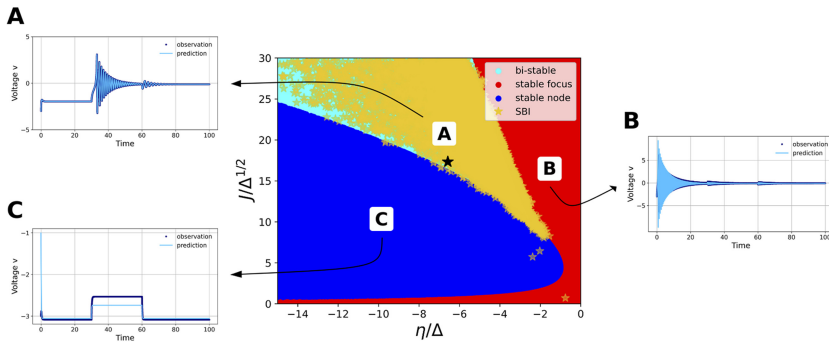 A
5
0
−5
Voltage v
observation
prediction
0
20
40
60
80
100
Time
C
−1
−2
−3
Voltage v
observation
prediction
0
20
40
60
80
100
Time
30
25
20
15
10
5
0
J/Δ^1/2
bi-stable
stable focus
stable node
SBI
A
B
C
−14
−12
−10
−8
−6
−4
−2
0
η/Δ
B
10
5
0
−5
−10
Voltage v
observation
prediction
0
20
40
60
80
100
Time